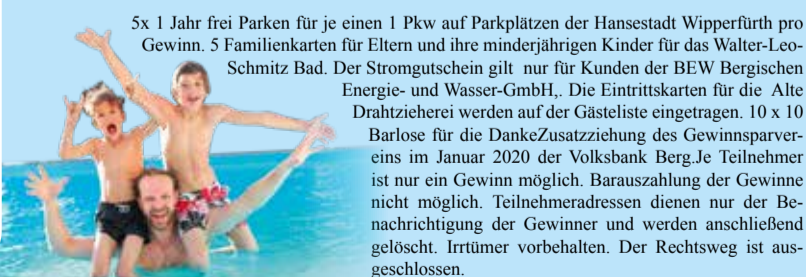 5x 1 Jahr frei Parken für je einen 1 Pkw auf Parkplätzen der Hansestadt Wipperfürth pro
Gewinn. 5 Familienkarten für Eltern und ihre minderjährigen Kinder für das Walter-Leo-
Schmitz Bad. Der Stromgutschein gilt nur für Kunden der BEW Bergischen
Energie- und Wasser-GmbH,. Die Eintrittskarten für die Alte
Drahtzieherei werden auf der Gästeliste eingetragen. 10 x 10
Barlose für die DankeZusatzziehung des Gewinnsparver-
eins im Januar 2020 der Volksbank Berg.Je Teilnehmer
ist nur ein Gewinn möglich. Barauszahlung der Gewinne
nicht möglich. Teilnehmeradressen dienen nur der Be-
nachrichtigung der Gewinner und werden anschließend
gelöscht. Irrtümer vorbehalten. Der Rechtsweg ist aus-
geschlossen.